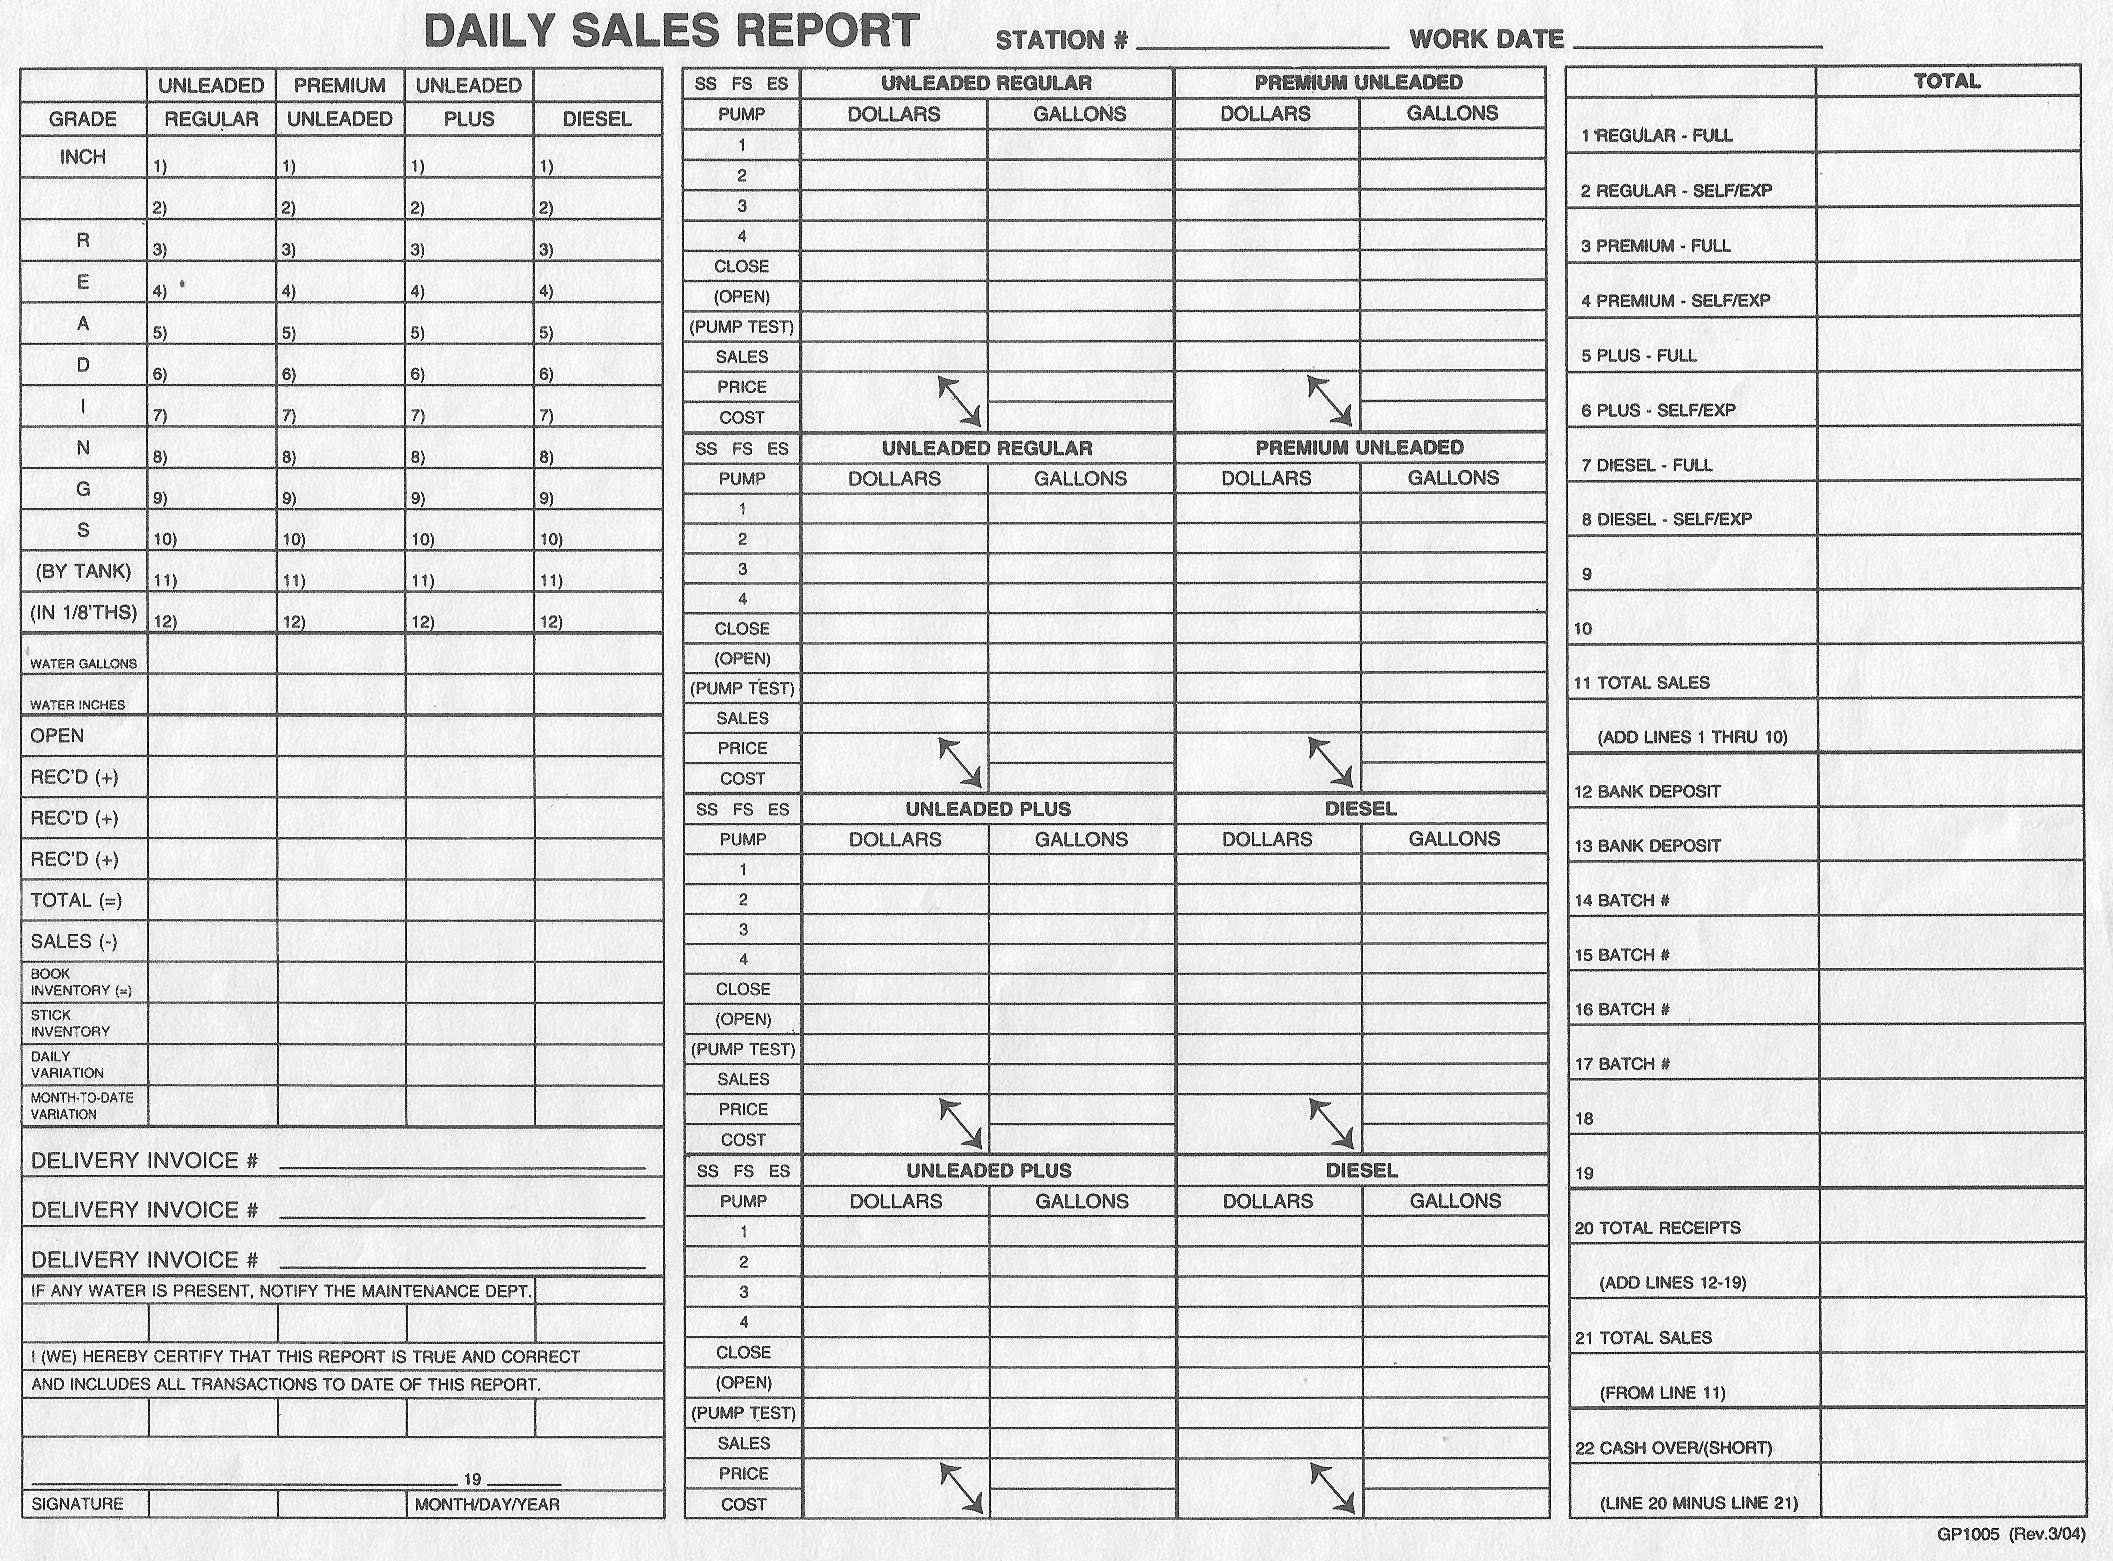 DAILY SALES REPORT STATION # WORK DATE
UNLEADED PREMIUM UNLEADED
GRADE REGULAR UNLEADED PLUS DIESEL
INCH 1) 1) 1) 1)
2) 2) 2) 2)
R 3) 3) 3) 3)
E 4) 4) 4) 4)
A 5) 5) 5) 5)
D 6) 6) 6) 6)
I 7) 7) 7) 7)
N 8) 8) 8) 8)
G 9) 9) 9) 9)
S 10) 10) 10) 10)
(BY TANK) 11) 11) 11) 11)
(IN 1/8'THS) 12) 12) 12) 12)
WATER GALLONS
WATER INCHES
OPEN
REC'D (+)
REC'D (+)
REC'D (+)
TOTAL (=)
SALES (-)
BOOK
INVENTORY (=)
STICK
INVENTORY
DAILY
VARIATION
MONTH-TO-DATE
VARIATION
DELIVERY INVOICE #
DELIVERY INVOICE #
DELIVERY INVOICE #
IF ANY WATER IS PRESENT, NOTIFY THE MAINTENANCE DEPT.
I (WE) HEREBY CERTIFY THAT THIS REPORT IS TRUE AND CORRECT
AND INCLUDES ALL TRANSACTIONS TO DATE OF THIS REPORT.
19
SIGNATURE MONTH/DAY/YEAR
SS FS ES UNLEADED REGULAR PREMIUM UNLEADED
PUMP DOLLARS GALLONS DOLLARS GALLONS
1
2
3
4
CLOSE
(OPEN)
(PUMP TEST)
SALES
PRICE
COST
SS FS ES UNLEADED REGULAR PREMIUM UNLEADED
PUMP DOLLARS GALLONS DOLLARS GALLONS
1
2
3
4
CLOSE
(OPEN)
(PUMP TEST)
SALES
PRICE
COST
SS FS ES UNLEADED PLUS DIESEL
PUMP DOLLARS GALLONS DOLLARS GALLONS
1
2
3
4
CLOSE
(OPEN)
(PUMP TEST)
SALES
PRICE
COST
SS FS ES UNLEADED PLUS DIESEL
PUMP DOLLARS GALLONS DOLLARS GALLONS
1
2
3
4
CLOSE
(OPEN)
(PUMP TEST)
SALES
PRICE
COST
TOTAL
1 REGULAR - FULL
2 REGULAR - SELF/EXP
3 PREMIUM - FULL
4 PREMIUM - SELF/EXP
5 PLUS - FULL
6 PLUS - SELF/EXP
7 DIESEL - FULL
8 DIESEL - SELF/EXP
9
10
11 TOTAL SALES
(ADD LINES 1 THRU 10)
12 BANK DEPOSIT
13 BANK DEPOSIT
14 BATCH #
15 BATCH #
16 BATCH #
17 BATCH #
18
19
20 TOTAL RECEIPTS
(ADD LINES 12-19)
21 TOTAL SALES
(FROM LINE 11)
22 CASH OVER/(SHORT)
(LINE 20 MINUS LINE 21)
GP1005 (Rev.3/04)